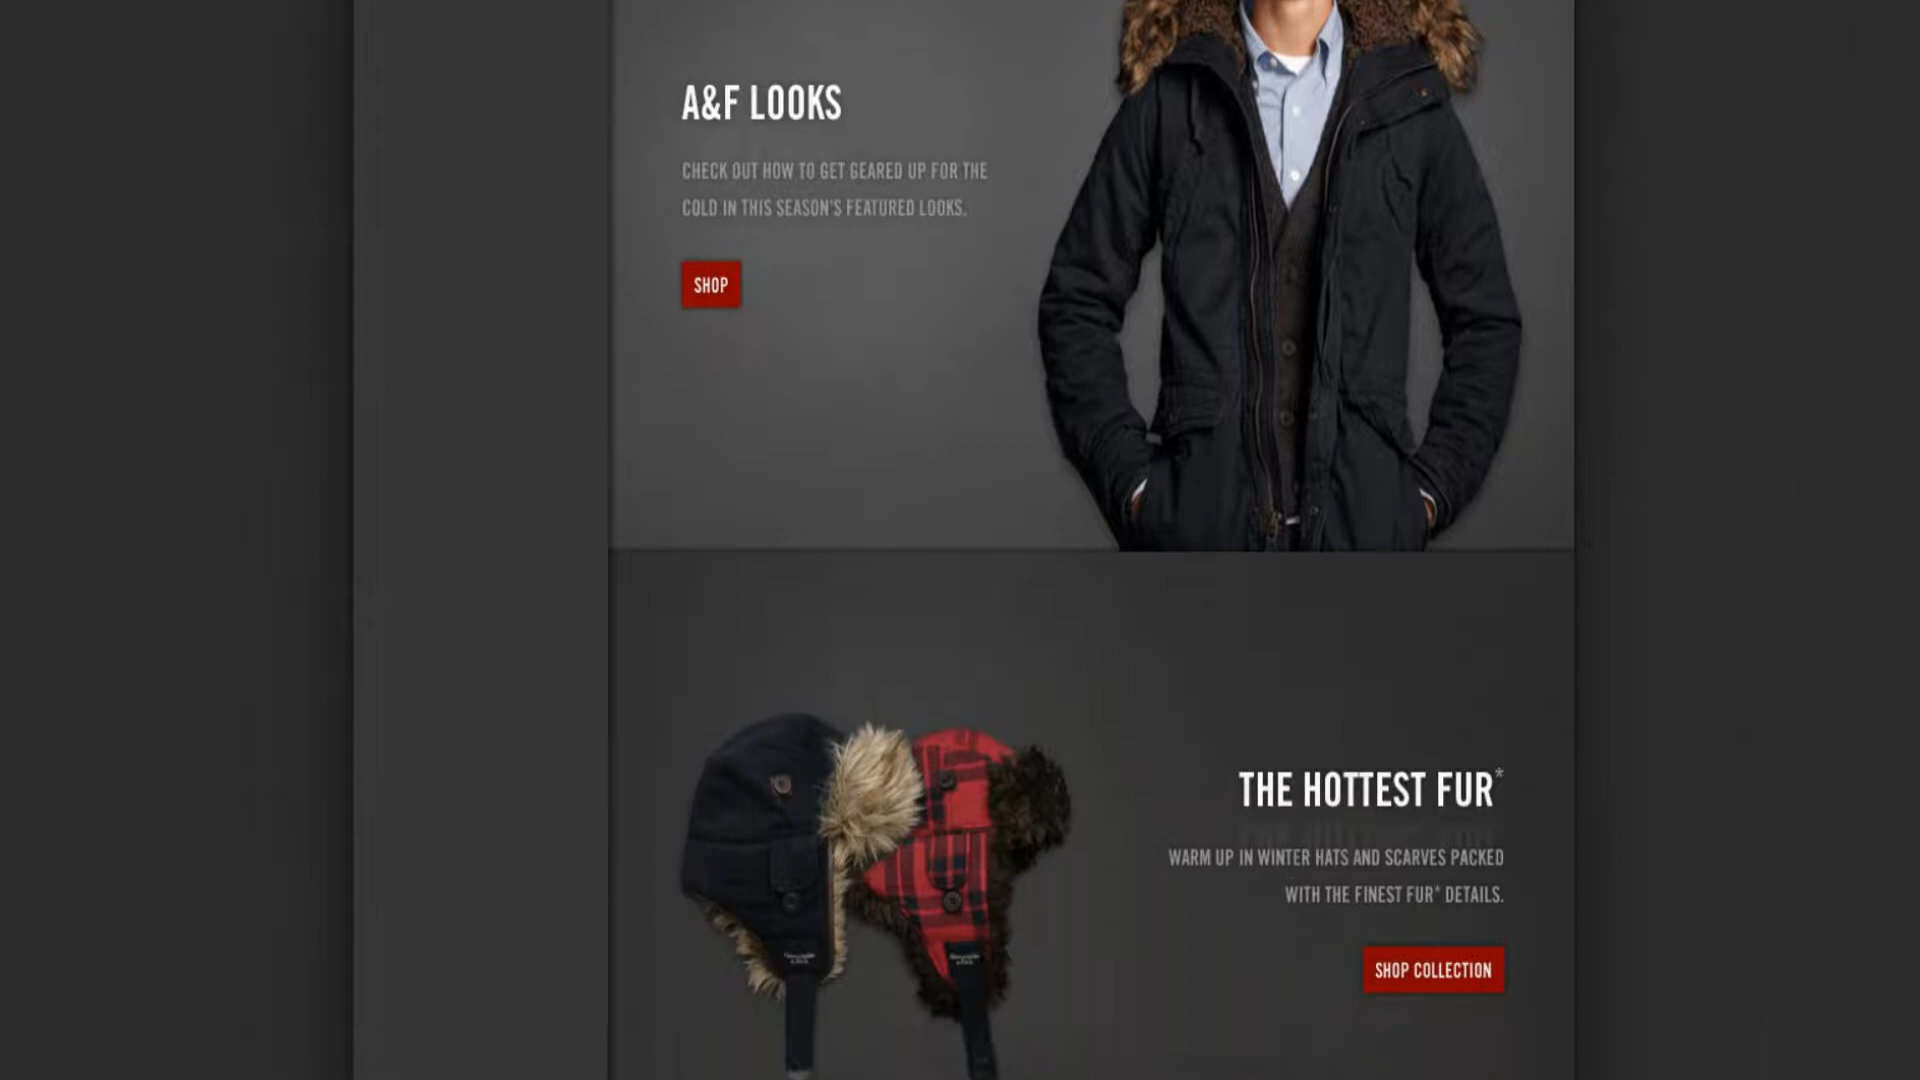 A&F LOOKS
CHECK OUT HOW TO GET GEARED UP FOR THE
COLD IN THIS SEASON'S FEATURED LOOKS.
SHOP
THE HOTTEST FUR*
WARM UP IN WINTER HATS AND SCARVES PACKED
WITH THE FINEST FUR* DETAILS.
SHOP COLLECTION